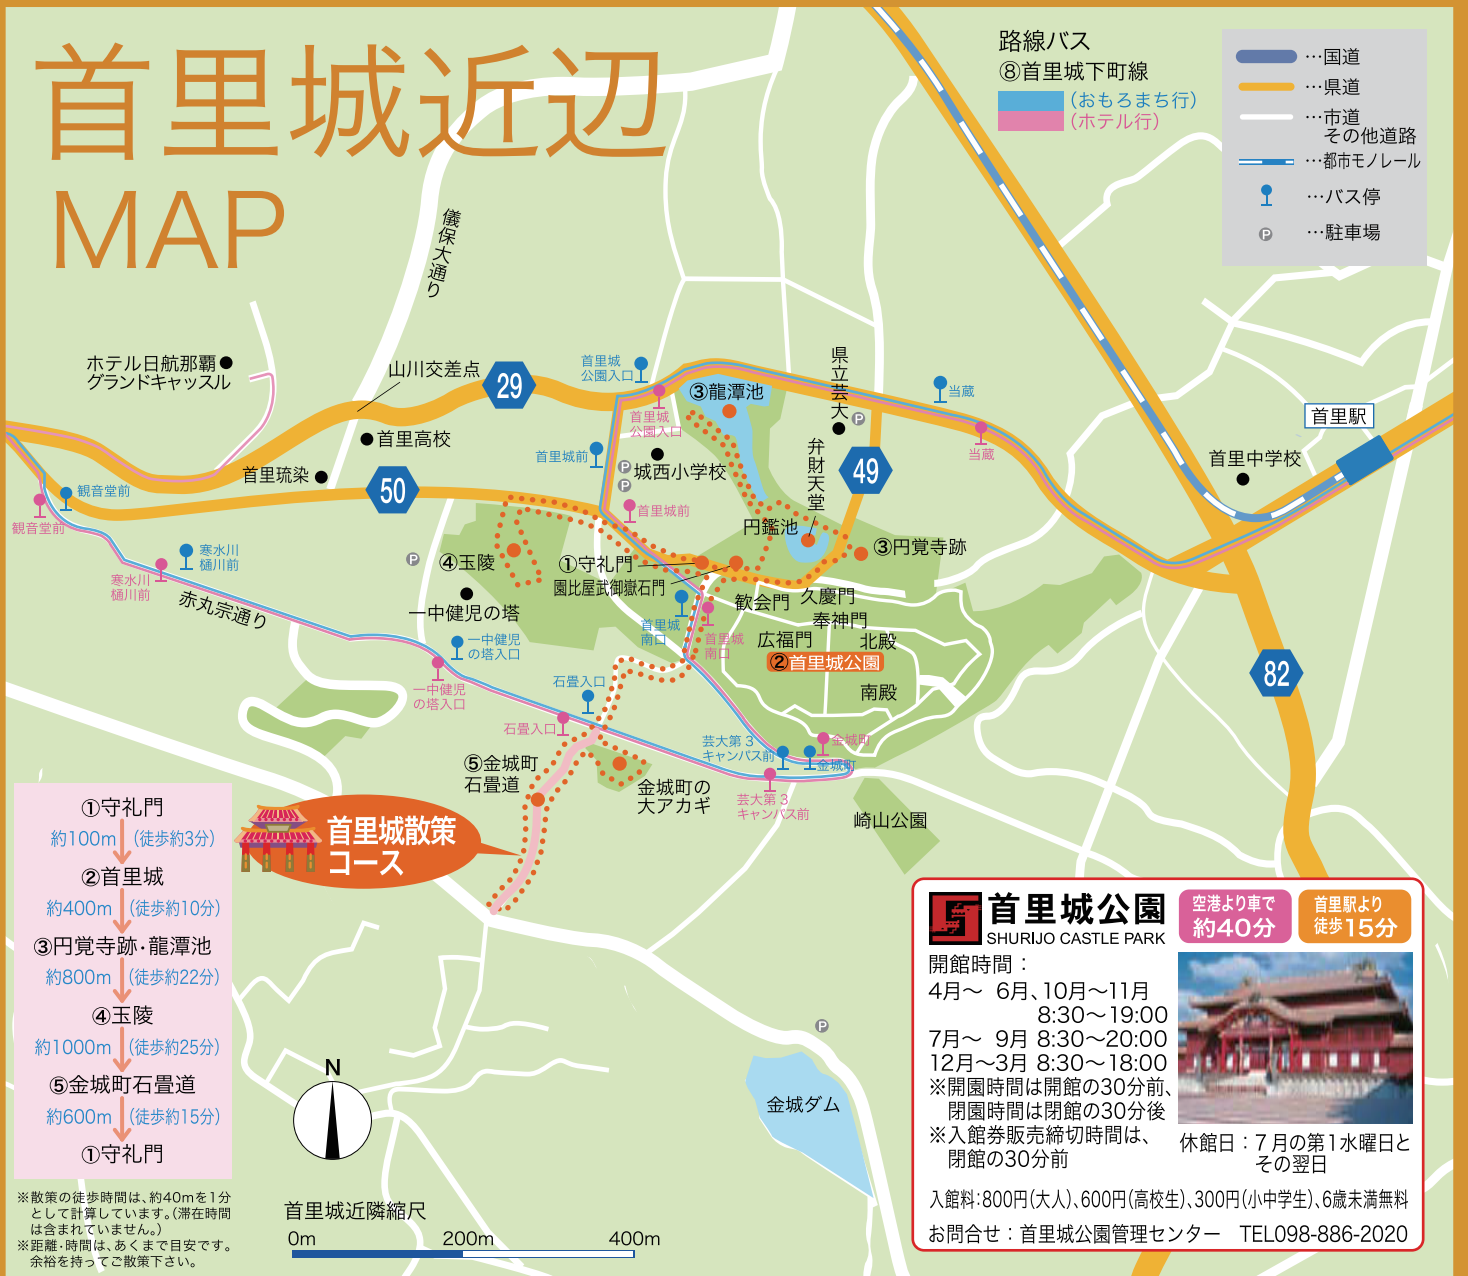 首里城近辺
MAP
路線バス
⑧首里城下町線
(おもろまち行)
(ホテル行)
…国道
…県道
…市道
その他道路
…都市モノレール
…バス停
P …駐車場
儀保大通り
ホテル日航那覇
グランドキャッスル
山川交差点
29
首里高校
首里琉染
50
首里城
公園入口
首里城
公園入口
③龍潭池
県立芸大
P
当蔵
当蔵
首里駅
首里中学校
首里城前
P
P
城西小学校
首里城前
弁財天堂
49
円鑑池
③円覚寺跡
観音堂前
観音堂前
寒水川
樋川前
寒水川
樋川前
赤丸宗通り
P
④玉陵
一中健児の塔
①守礼門
園比屋武御嶽石門
首里城
南口
首里城
南口
歓会門
久慶門
奉神門
広福門
北殿
②首里城公園
南殿
82
一中健児
の塔入口
一中健児
の塔入口
石畳入口
石畳入口
芸大第3
キャンパス前
金城町
金城町
芸大第3
キャンパス前
⑤金城町
石畳道
金城町の
大アカギ
崎山公園
首里城散策
コース
①守礼門
約100m (徒歩約3分)
②首里城
約400m (徒歩約10分)
③円覚寺跡・龍潭池
約800m (徒歩約22分)
④玉陵
約1000m (徒歩約25分)
⑤金城町石畳道
約600m (徒歩約15分)
①守礼門
※散策の徒歩時間は、約40mを1分
として計算しています。(滞在時間
は含まれていません。)
※距離・時間は、あくまで目安です。
余裕を持ってご散策下さい。
N
首里城近隣縮尺
0m 200m 400m
P
金城ダム
首里城公園
SHURIJO CASTLE PARK
空港より車で
約40分
首里駅より
徒歩15分
開館時間：
4月〜 6月、10月〜11月
8:30〜19:00
7月〜 9月 8:30〜20:00
12月〜3月 8:30〜18:00
※開園時間は開館の30分前、
閉園時間は閉館の30分後
※入館券販売締切時間は、
閉館の30分前
休館日：7月の第1水曜日と
その翌日
入館料:800円(大人)、600円(高校生)、300円(小中学生)、6歳未満無料
お問合せ：首里城公園管理センター TEL098-886-2020